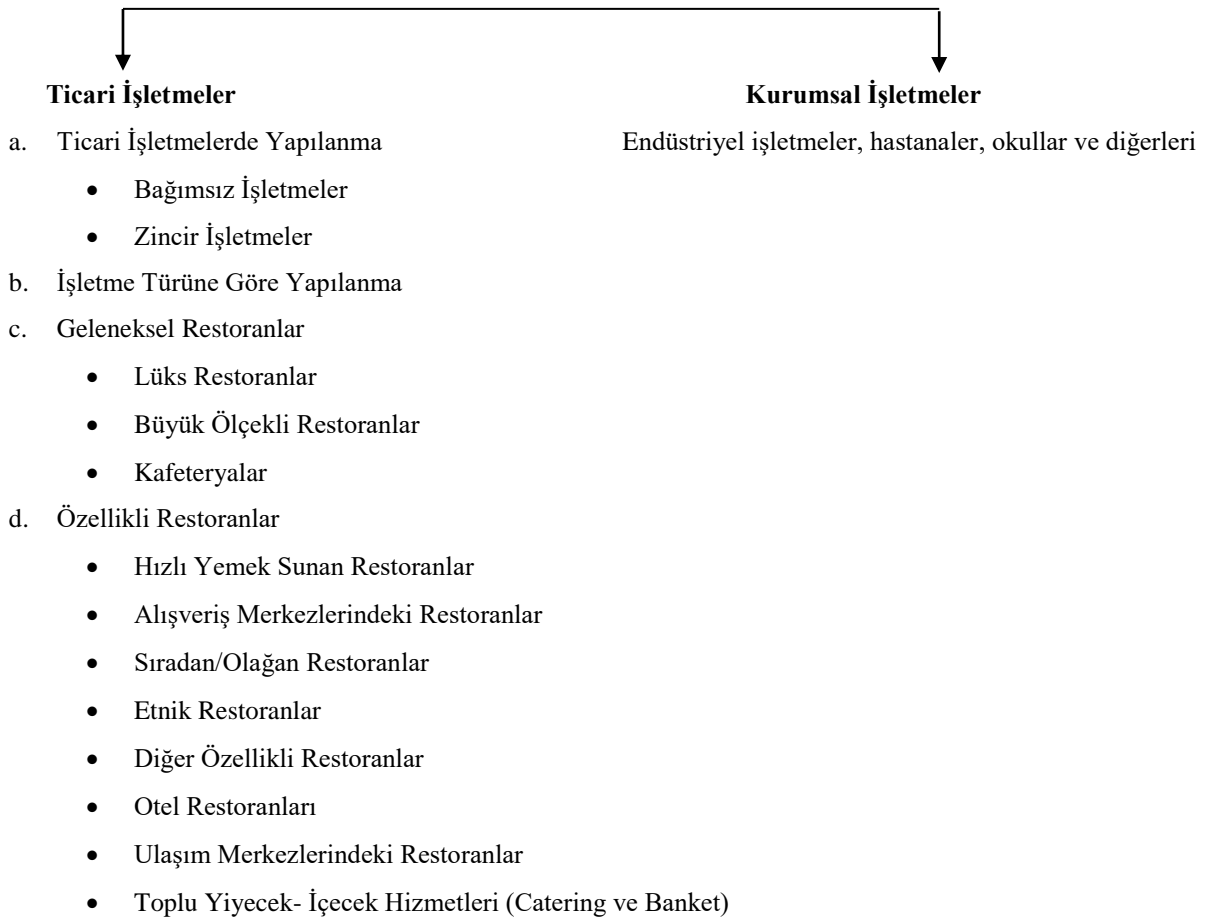 Ticari İşletmeler
Kurumsal İşletmeler
a. Ticari İşletmelerde Yapılanma
Endüstriyel işletmeler, hastanaler, okullar ve diğerleri
• Bağımsız İşletmeler
• Zincir İşletmeler
b. İşletme Türüne Göre Yapılanma
c. Geleneksel Restoranlar
• Lüks Restoranlar
• Büyük Ölçekli Restoranlar
• Kafeteryalar
d. Özellikli Restoranlar
• Hızlı Yemek Sunan Restoranlar
• Alışveriş Merkezlerindeki Restoranlar
• Sıradan/Olağan Restoranlar
• Etnik Restoranlar
• Diğer Özellikli Restoranlar
• Otel Restoranları
• Ulaşım Merkezlerindeki Restoranlar
• Toplu Yiyecek- İçecek Hizmetleri (Catering ve Banket)